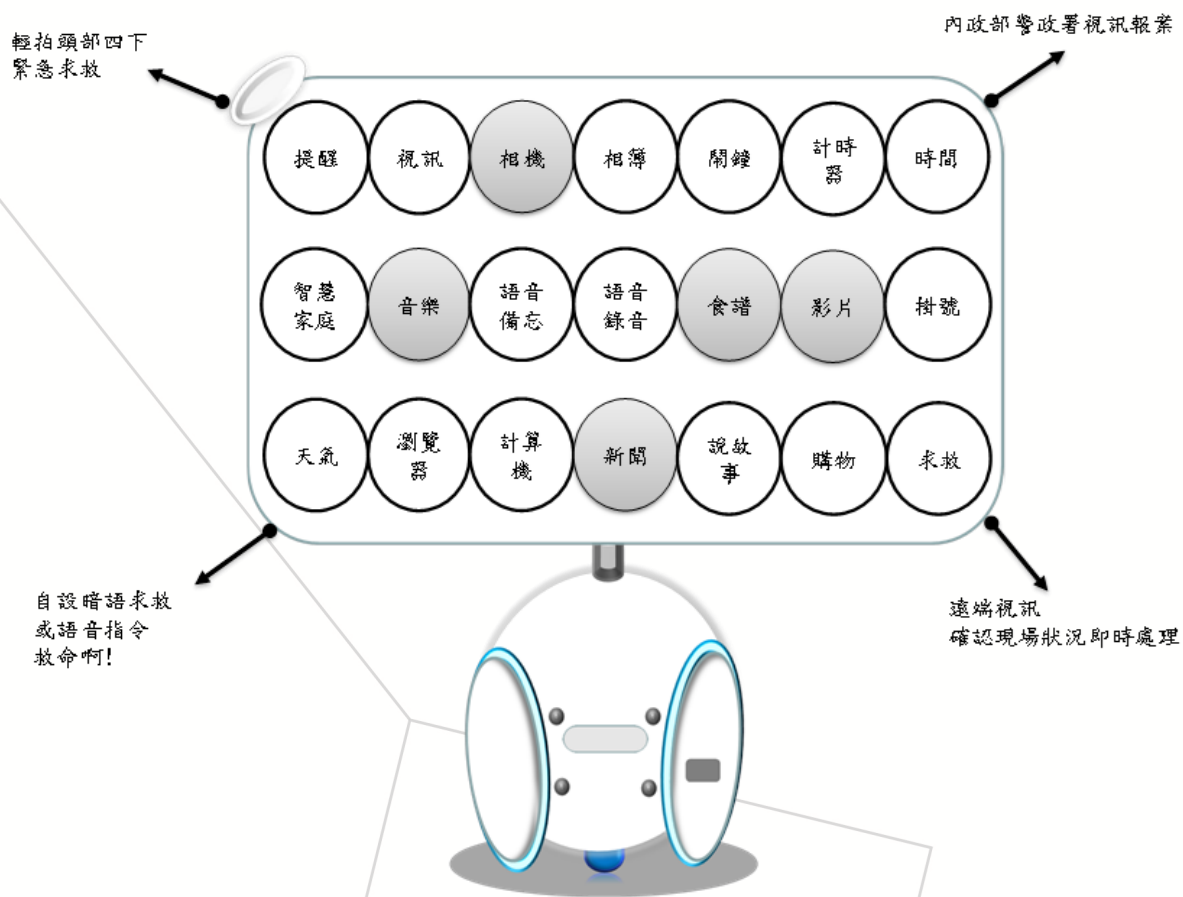 輕拍頭部四下
緊急求救
內政部警政署視訊報案
提醒
視訊
相機
相簿
鬧鐘
計時
器
時間
智慧
家庭
音樂
語音
備忘
語音
錄音
食譜
影片
掛號
天氣
瀏覽
器
計算
機
新聞
說故
事
購物
求救
自設暗語求救
或語音指令
救命啊!
遠端視訊
確認現場狀況即時處理